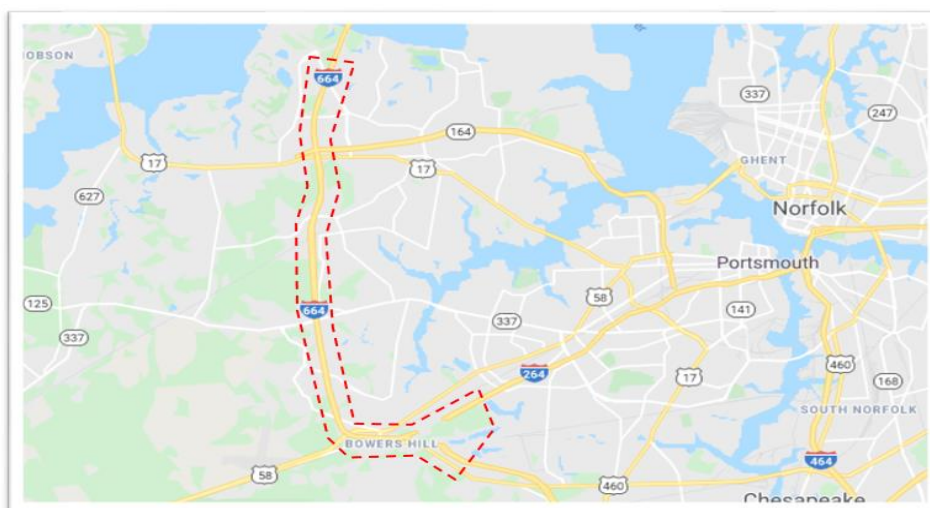 OBSON
664
337
247
164
17
GHENT
17
627
Norfolk
Portsmouth
125
664
58
141
337
337
264
17
460
168
SOUTH NORFOLK
BOWERS HILL
58
460
464
Chesapeake